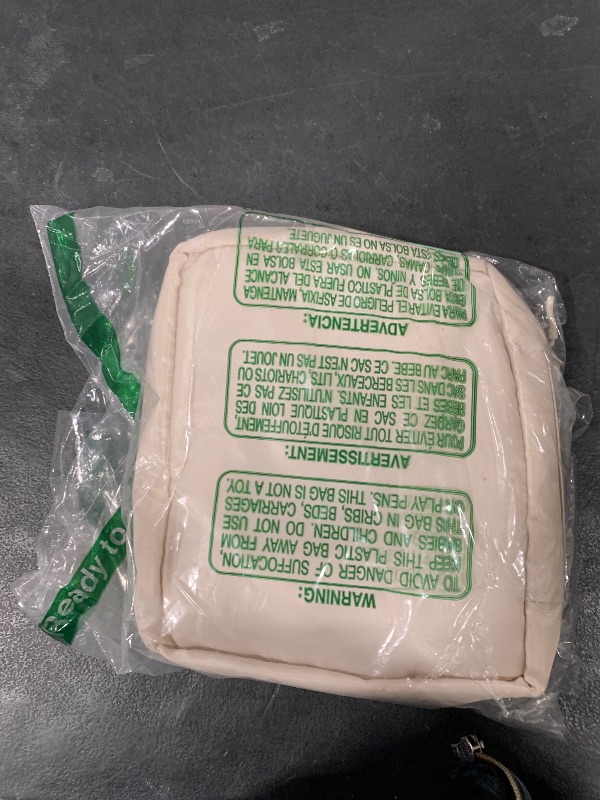 WARNING:
TO AVOID DANGER OF SUFFOCATION,
KEEP THIS PLASTIC BAG AWAY FROM
BABIES AND CHILDREN. DO NOT USE
THIS BAG IN CRIBS, BEDS, CARRIAGES
OR PLAY PENS. THIS BAG IS NOT A TOY.
AVERTISSEMENT:
POUR ÉVITER TOUT RISQUE D'ÉTOUFFEMENT,
GARDEZ CE SAC EN PLASTIQUE LOIN DES
BÉBÉS ET LES ENFANTS. N'UTILISEZ PAS CE
SAC DANS LES BERCEAUX, LITS, CHARIOTS OU
PARC AU BÉBÉ. CE SAC N'EST PAS UN JOUET.
ADVERTENCIA:
PARA EVITAR EL PELIGRO DE ASFIXIA, MANTENGA
ESTA BOLSA DE PLASTICO FUERA DEL ALCANCE
DE BEBES Y NINOS. NO USAR ESTA BOLSA EN
CAMAS, CARRIOLAS O CORRALES PARA
ESTA BOLSA NO ES UN JUGUETE.
Ready to